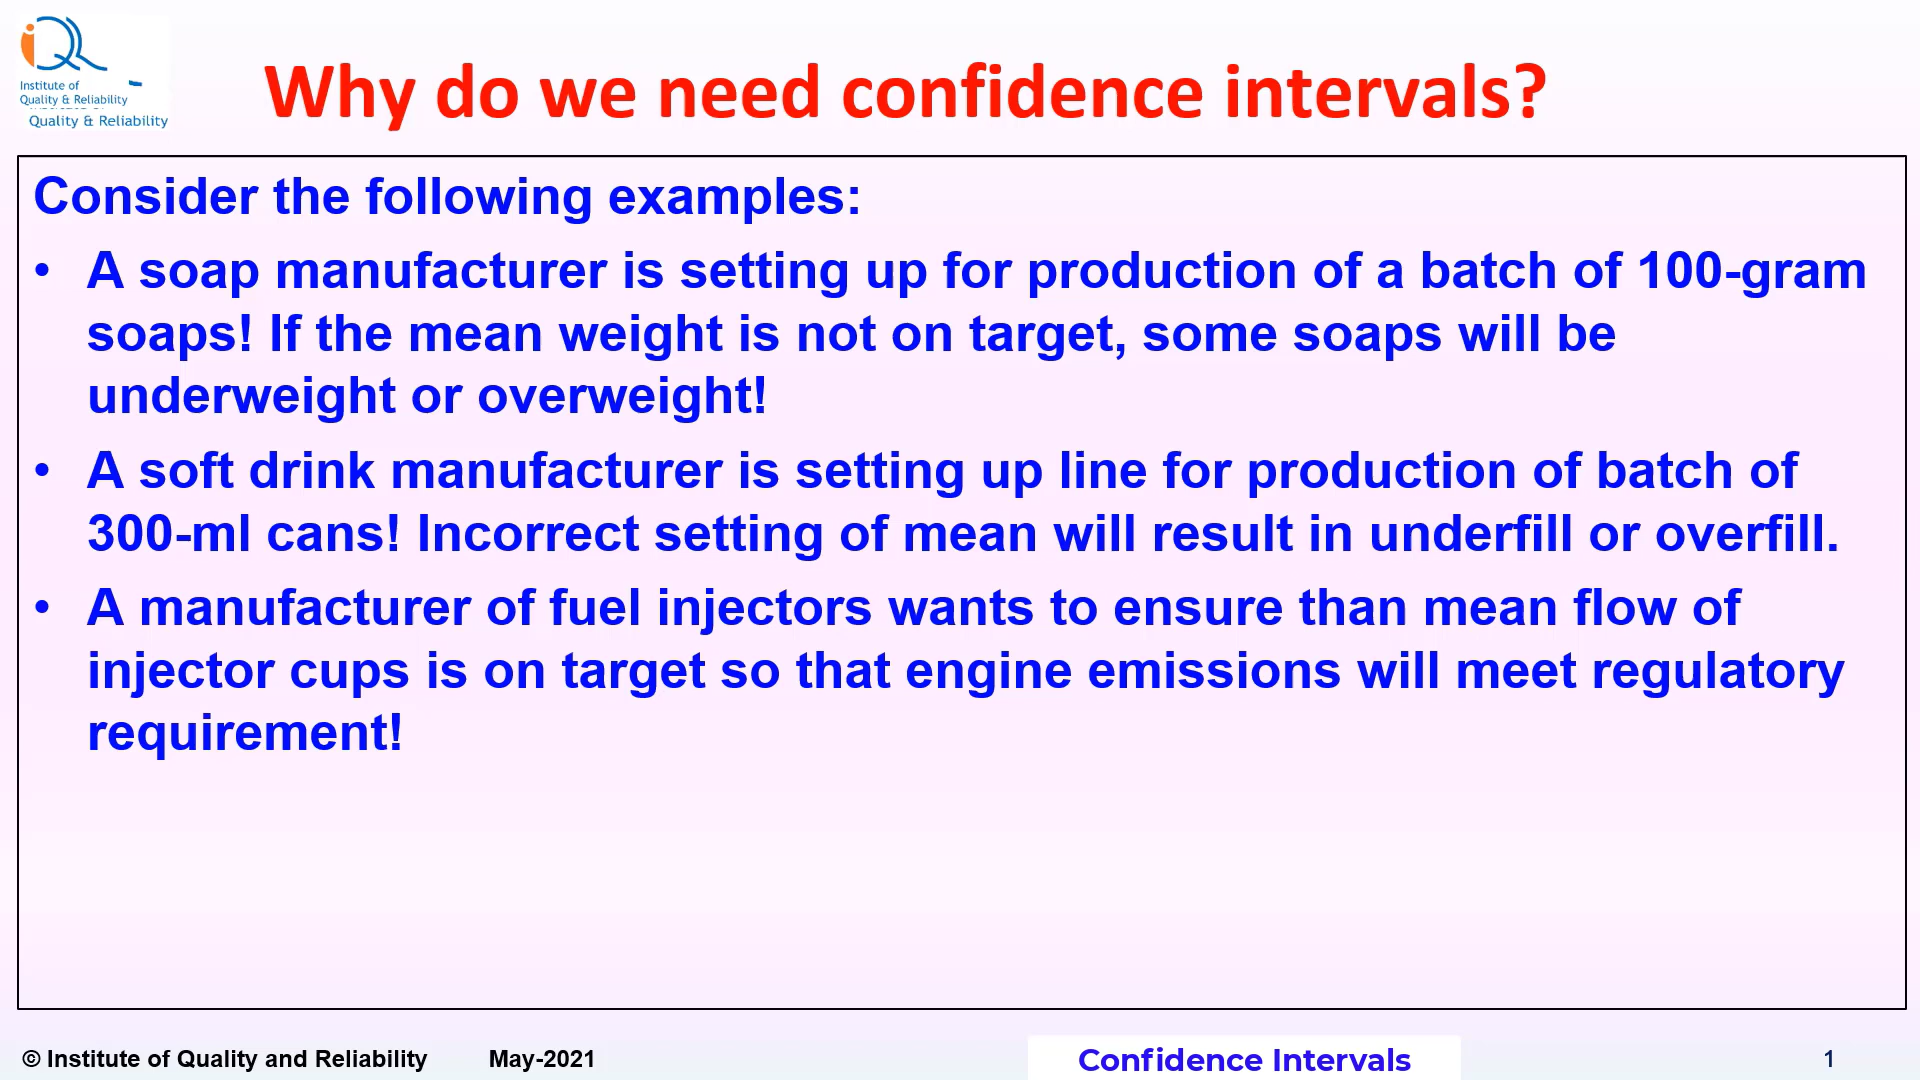 iQ
Institute of
Quality & Reliability
Quality & Reliability
Why do we need confidence intervals?
Consider the following examples:
• A soap manufacturer is setting up for production of a batch of 100-gram
soaps! If the mean weight is not on target, some soaps will be
underweight or overweight!
• A soft drink manufacturer is setting up line for production of batch of
300-ml cans! Incorrect setting of mean will result in underfill or overfill.
• A manufacturer of fuel injectors wants to ensure than mean flow of
injector cups is on target so that engine emissions will meet regulatory
requirement!
© Institute of Quality and Reliability May-2021 Confidence Intervals 1